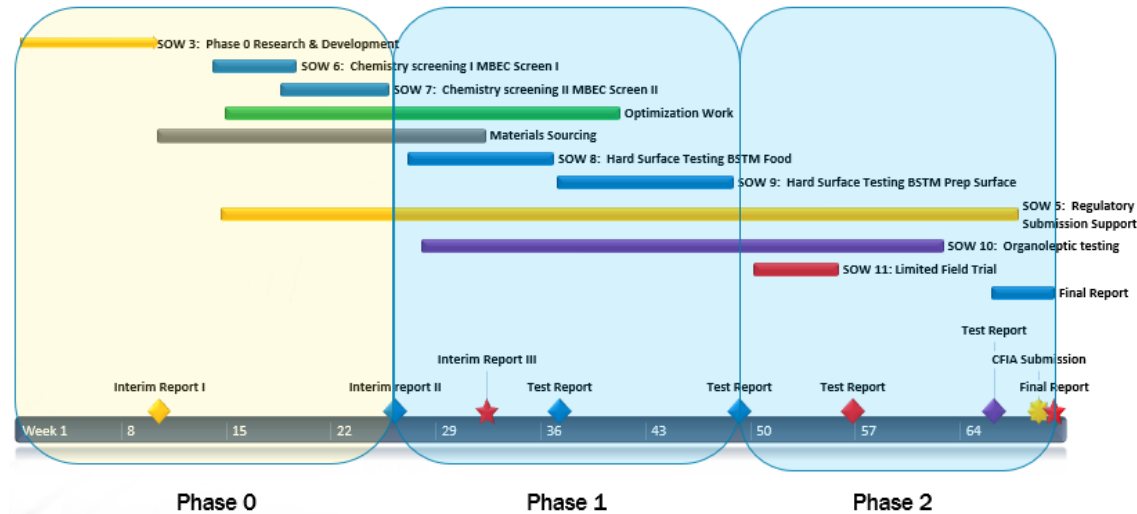 SOW 3: Phase 0 Research & Development
SOW 6: Chemistry screening I MBEC Screen I
SOW 7: Chemistry screening II MBEC Screen II
Optimization Work
Materials Sourcing
SOW 8: Hard Surface Testing BSTM Food
SOW 9: Hard Surface Testing BSTM Prep Surface
SOW 5: Regulatory
Submission Support
SOW 10: Organoleptic testing
SOW 11: Limited Field Trial
Final Report
Test Report
Interim Report III
CFIA Submission
Interim Report I
Interim report II
Test Report
Test Report
Test Report
Final Report
Week 1
8
15
22
29
36
43
50
57
64
Phase 0
Phase 1
Phase 2